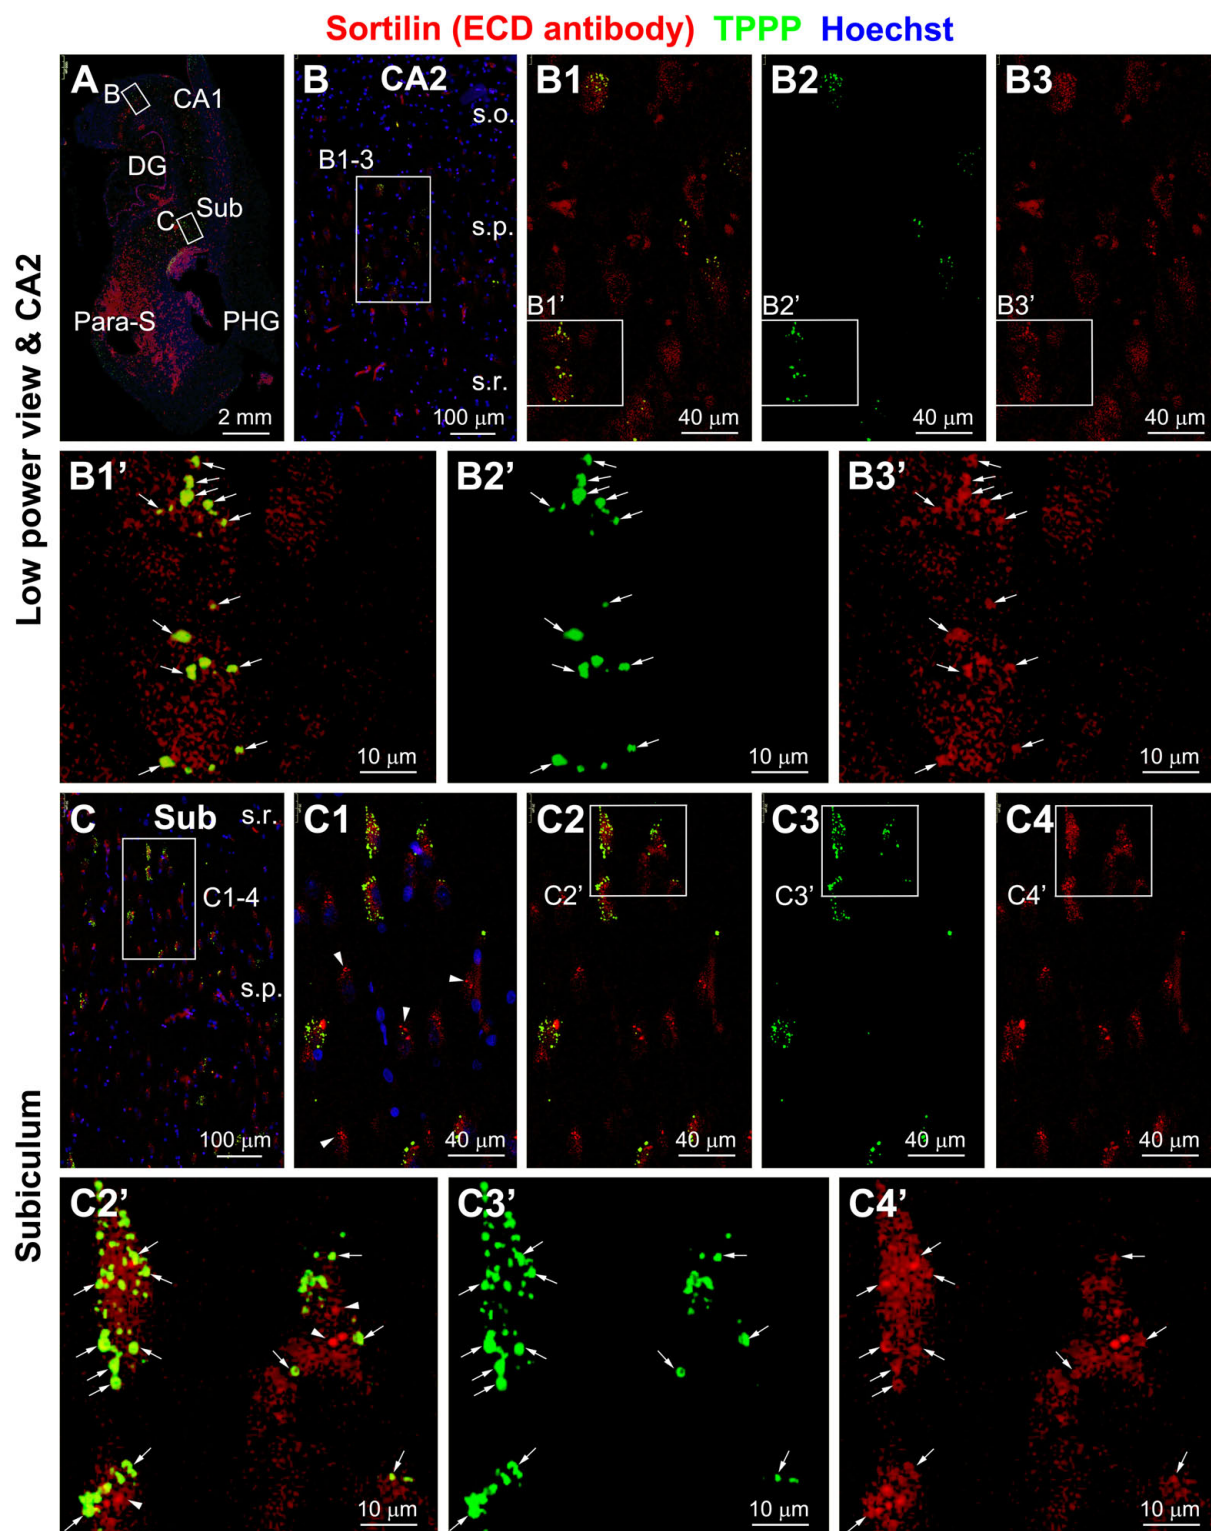 Sortilin (ECD antibody) TPPP Hoechst
Low power view & CA2
A
B
CA1
DG
C
Sub
Para-S
PHG
2 mm
B
CA2
s.o.
B1-3
s.p.
s.r.
100 μm
B1
B1’
40 μm
B2
B2’
40 μm
B3
B3’
40 μm
B1’
10 μm
B2’
10 μm
B3’
10 μm
Subiculum
C
Sub
s.r.
C1-4
s.p.
100 μm
C1
40 μm
C2
C2’
40 μm
C3
C3’
40 μm
C4
C4’
40 μm
C2’
10 μm
C3’
10 μm
C4’
10 μm